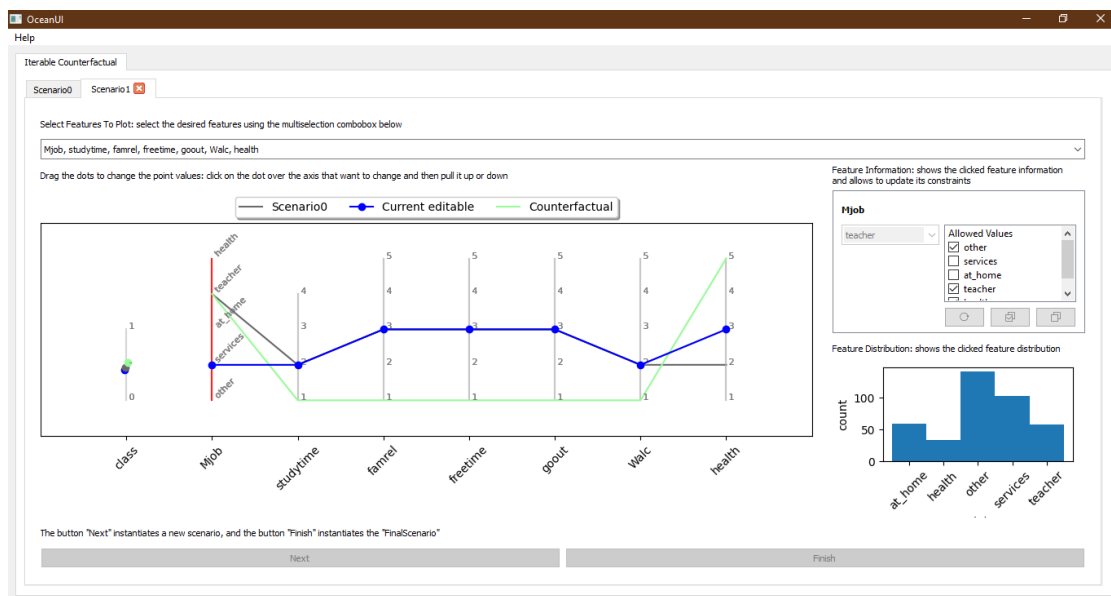 OceanUI
Help
Iterable Counterfactual
Scenario0
Scenario1
Select Features To Plot: select the desired features using the multiselection combobox below
Mjob, studytime, famrel, freetime, goout, Walc, health
Drag the dots to change the point values: click on the dot over the axis that want to change and then pull it up or down
Scenario0
Current editable
Counterfactual
1
0
health
teacher
at_home
services
other
4
3
2
1
5
4
3
2
1
5
4
3
2
1
5
4
3
2
1
5
4
3
2
1
5
4
3
2
1
class
Mjob
studytime
famrel
freetime
goout
Walc
health
Feature Information: shows the clicked feature information
and allows to update its constraints
Mjob
teacher
Allowed Values
other
services
at_home
teacher
Feature Distribution: shows the clicked feature distribution
count
100
50
0
at_home
health
other
services
teacher
The button "Next" instantiates a new scenario, and the button "Finish" instantiates the "FinalScenario"
Next
Finish